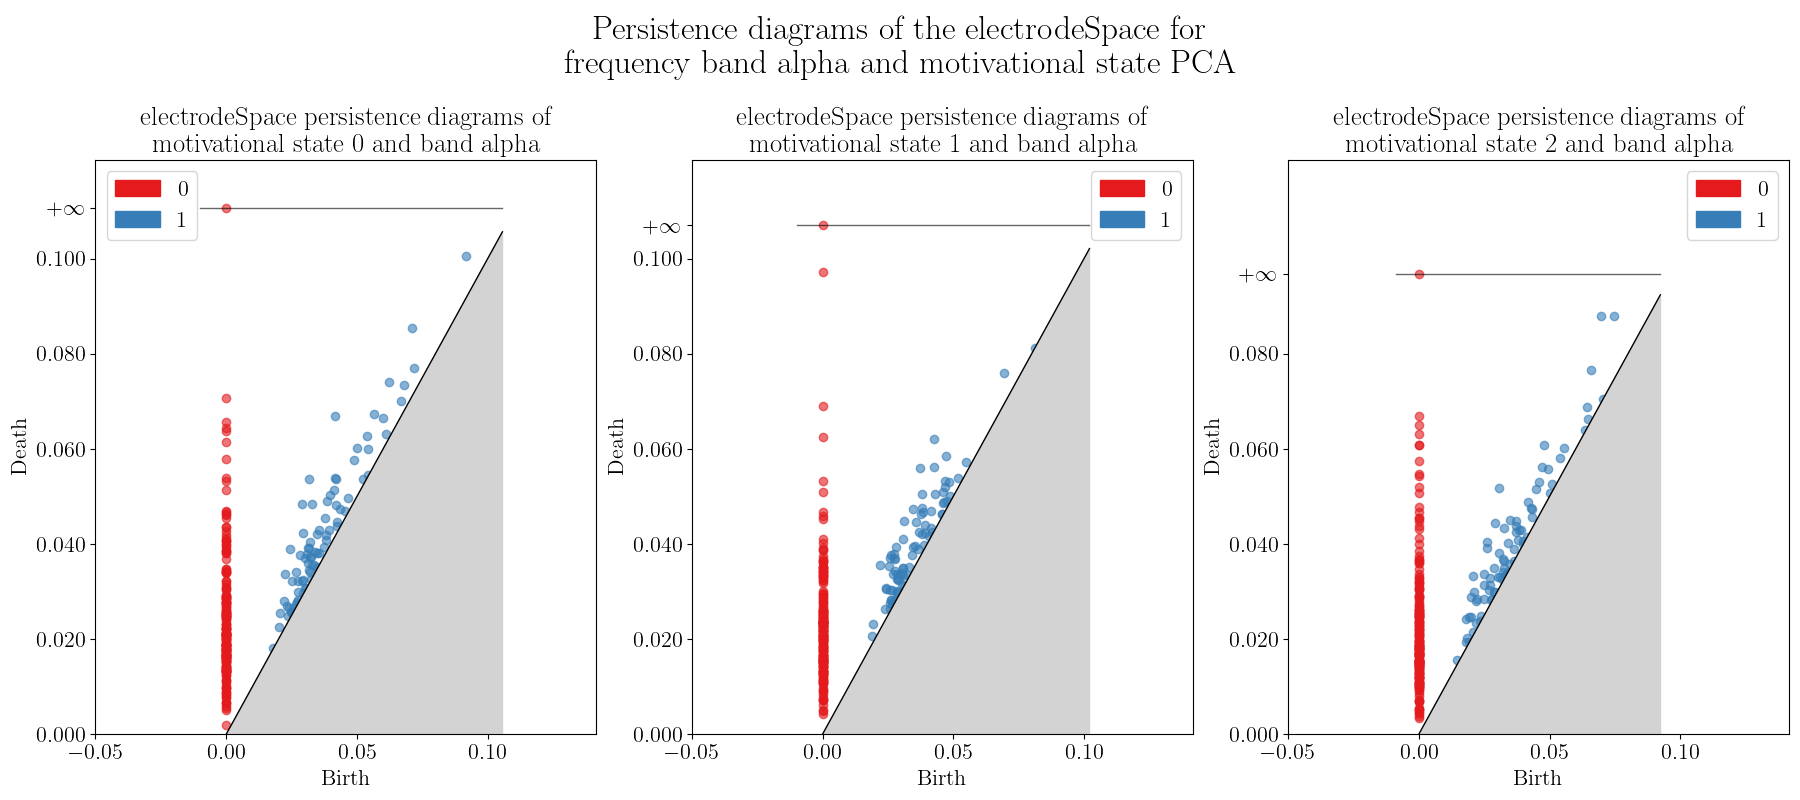 Persistence diagrams of the electrodeSpace for
frequency band alpha and motivational state PCA
electrodeSpace persistence diagrams of
motivational state 0 and band alpha
0
1
+∞
0.100
0.080
0.060
0.040
0.020
0.000
Death
−0.05
0.00
0.05
0.10
Birth
electrodeSpace persistence diagrams of
motivational state 1 and band alpha
0
1
+∞
0.100
0.080
0.060
0.040
0.020
0.000
Death
−0.05
0.00
0.05
0.10
Birth
electrodeSpace persistence diagrams of
motivational state 2 and band alpha
0
1
+∞
0.080
0.060
0.040
0.020
0.000
Death
−0.05
0.00
0.05
0.10
Birth